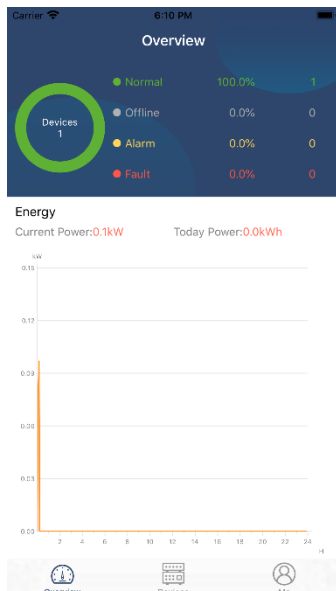 Carrier 6:10 PM
Overview
Devices
1
Normal 100.0% 1
Offline 0.0% 0
Alarm 0.0% 0
Fault 0.0% 0
Energy
Current Power:0.1kW Today Power:0.0kWh
kW
0.15
0.12
0.09
0.06
0.03
0.00
2 4 6 8 10 12 14 16 18 20 22 24
H
Overview Devices Me